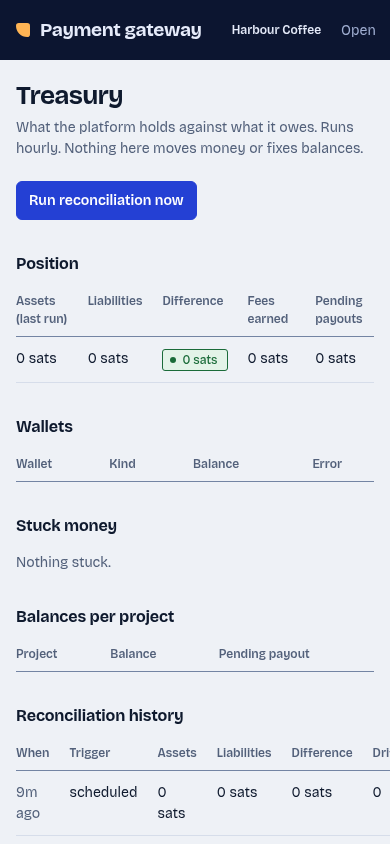 Payment gateway Harbour Coffee Open
Treasury
What the platform holds against what it owes. Runs
hourly. Nothing here moves money or fixes balances.
Run reconciliation now
Position
Assets Liabilities Difference Fees Pending
(last run) earned payouts
0 sats 0 sats 0 sats 0 sats 0 sats
Wallets
Wallet Kind Balance Error
Stuck money
Nothing stuck.
Balances per project
Project Balance Pending payout
Reconciliation history
When Trigger Assets Liabilities Difference
9m scheduled 0 0 sats 0 sats 0
ago sats